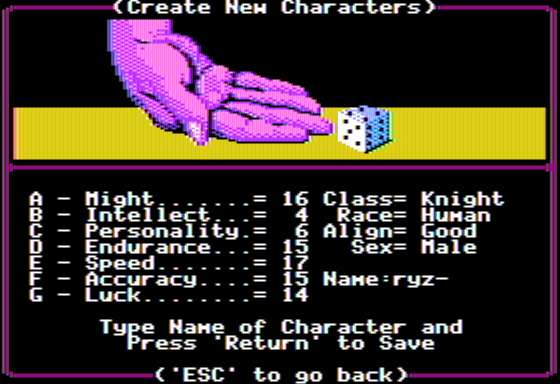 (Create New Characters)
A - Might.......= 16 Class= Knight
B - Intellect...= 4 Race= Human
C - Personality.= 6 Align= Good
D - Endurance...= 15 Sex= Male
E - Speed.......= 17
F - Accuracy....= 15 Name:ryz-
G - Luck........= 14
Type Name of Character and
Press 'Return' to Save
('ESC' to go back)